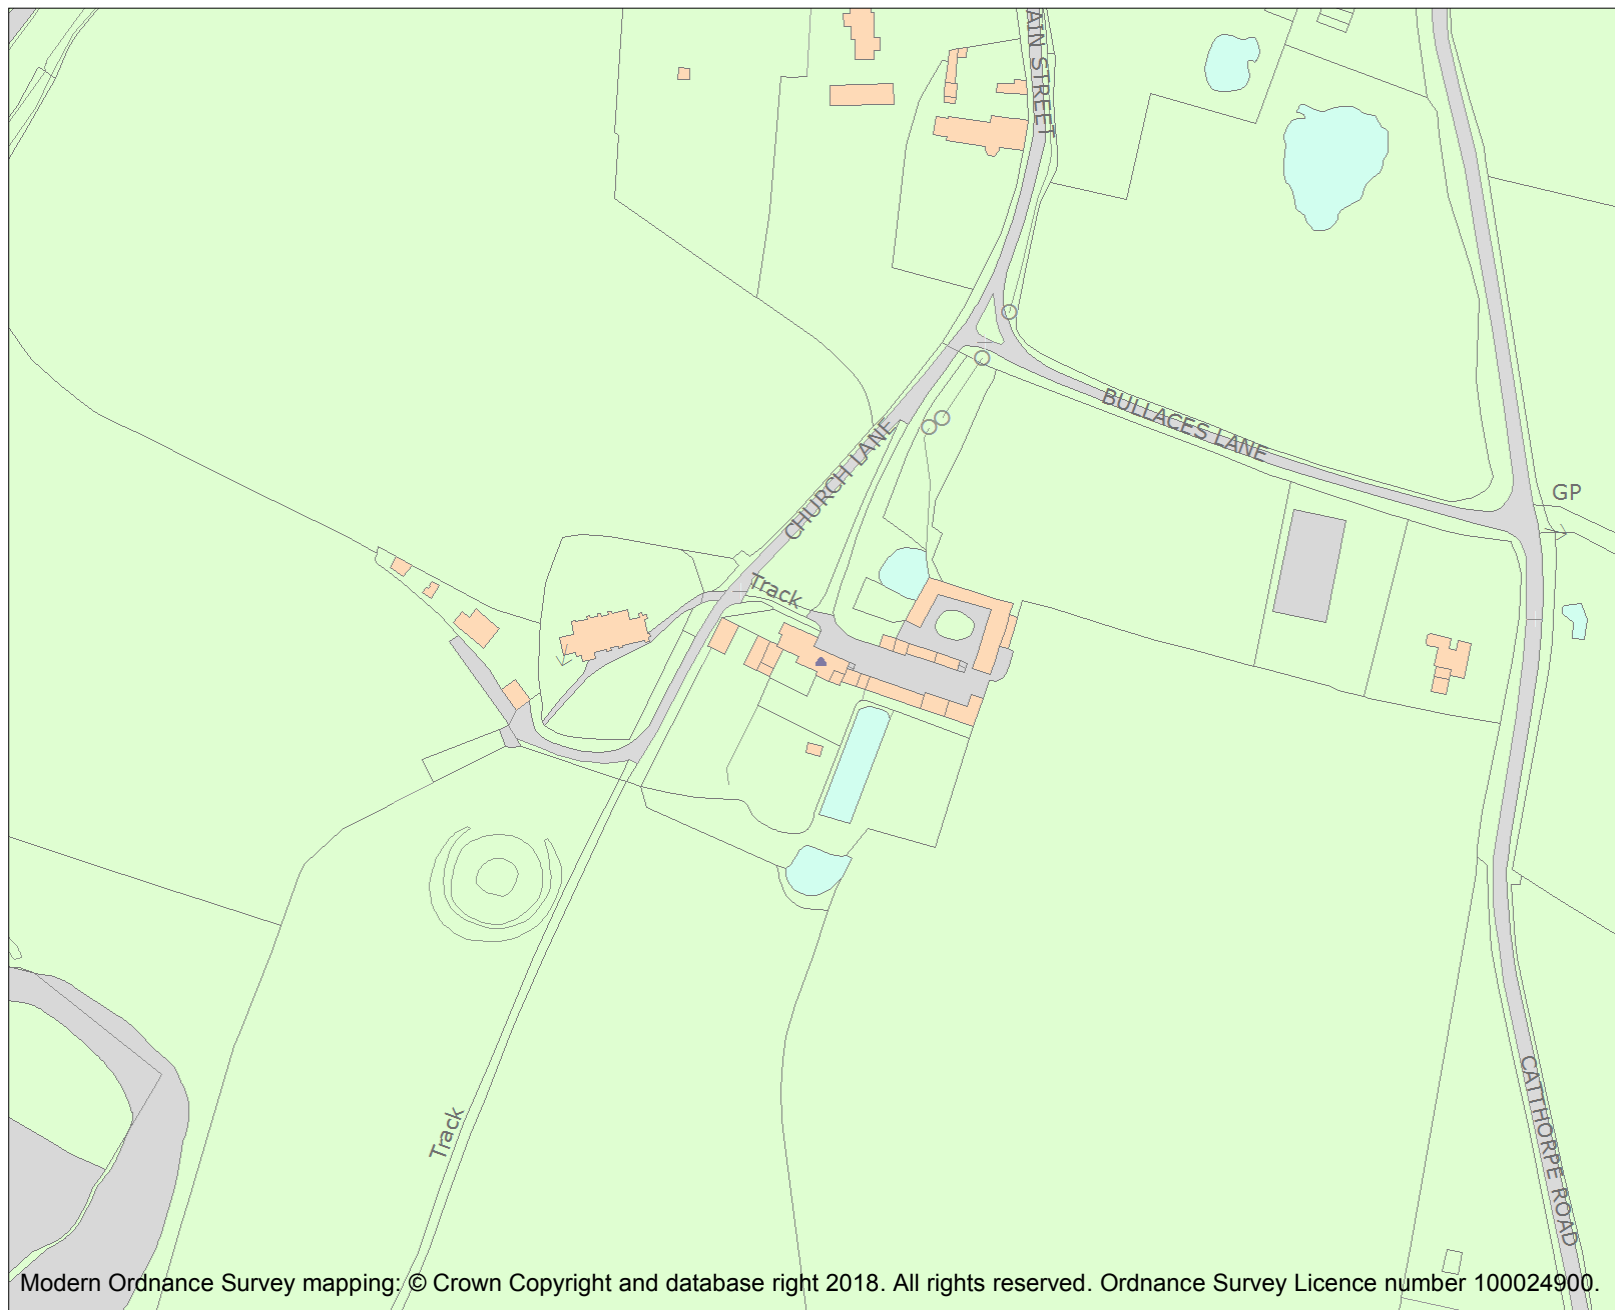 AIN STREET
BULLACES LANE
CHURCH LANE
GP
Track
Track
CATTHORPE ROAD
Modern Ordnance Survey mapping: © Crown Copyright and database right 2018. All rights reserved. Ordnance Survey Licence number 100024900.